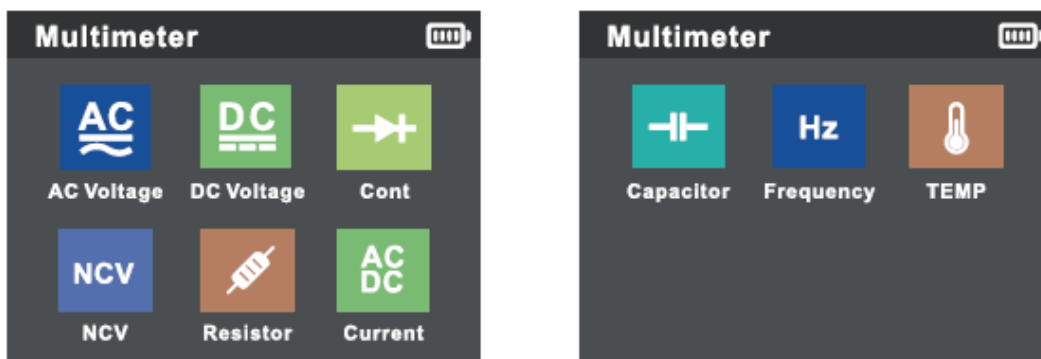 Multimeter
AC
DC
AC Voltage DC Voltage Cont
NCV
AC
DC
NCV Resistor Current
Multimeter
Hz
Capacitor Frequency TEMP